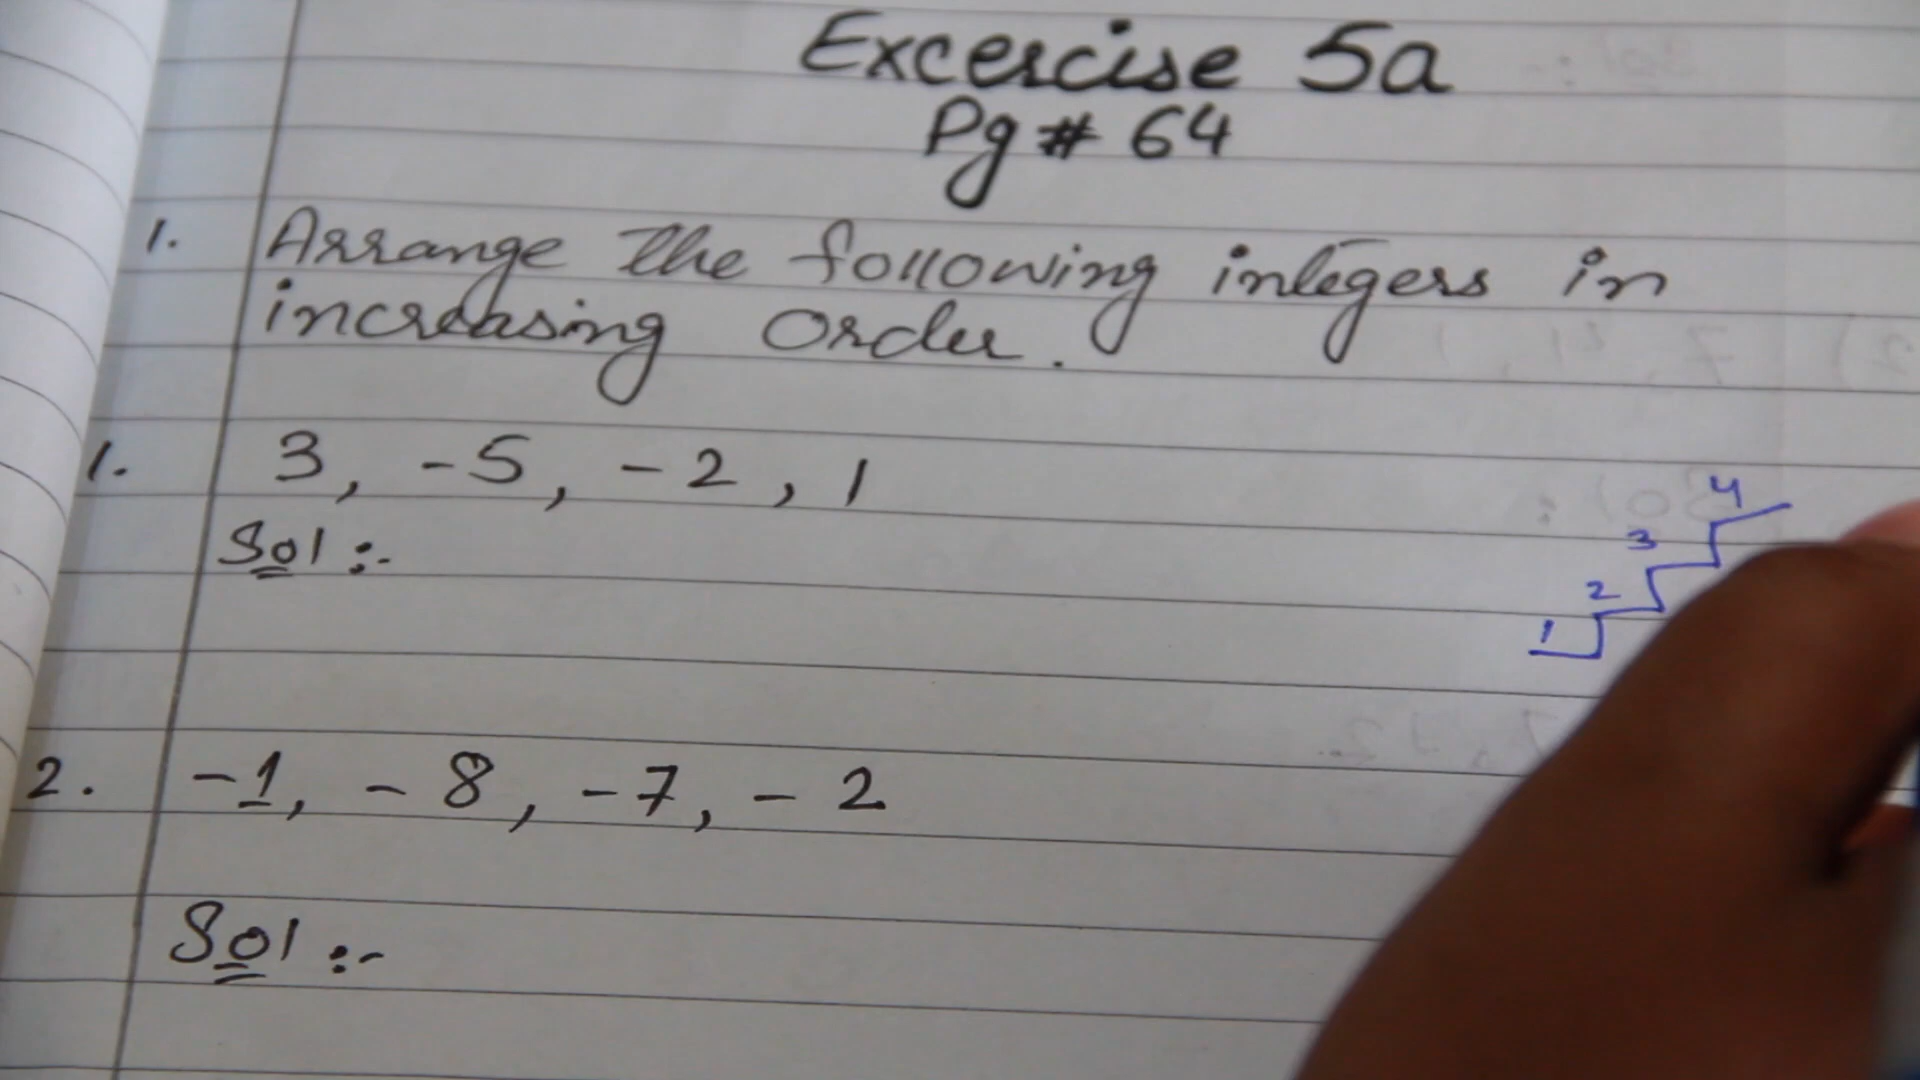 Excercise 5a
Pg # 64
1. Arrange the following integers in
increasing order.
1. 3, -5, -2, 1
Sol :-
4
3
2
1
2. -1, -8, -7, -2
Sol :-